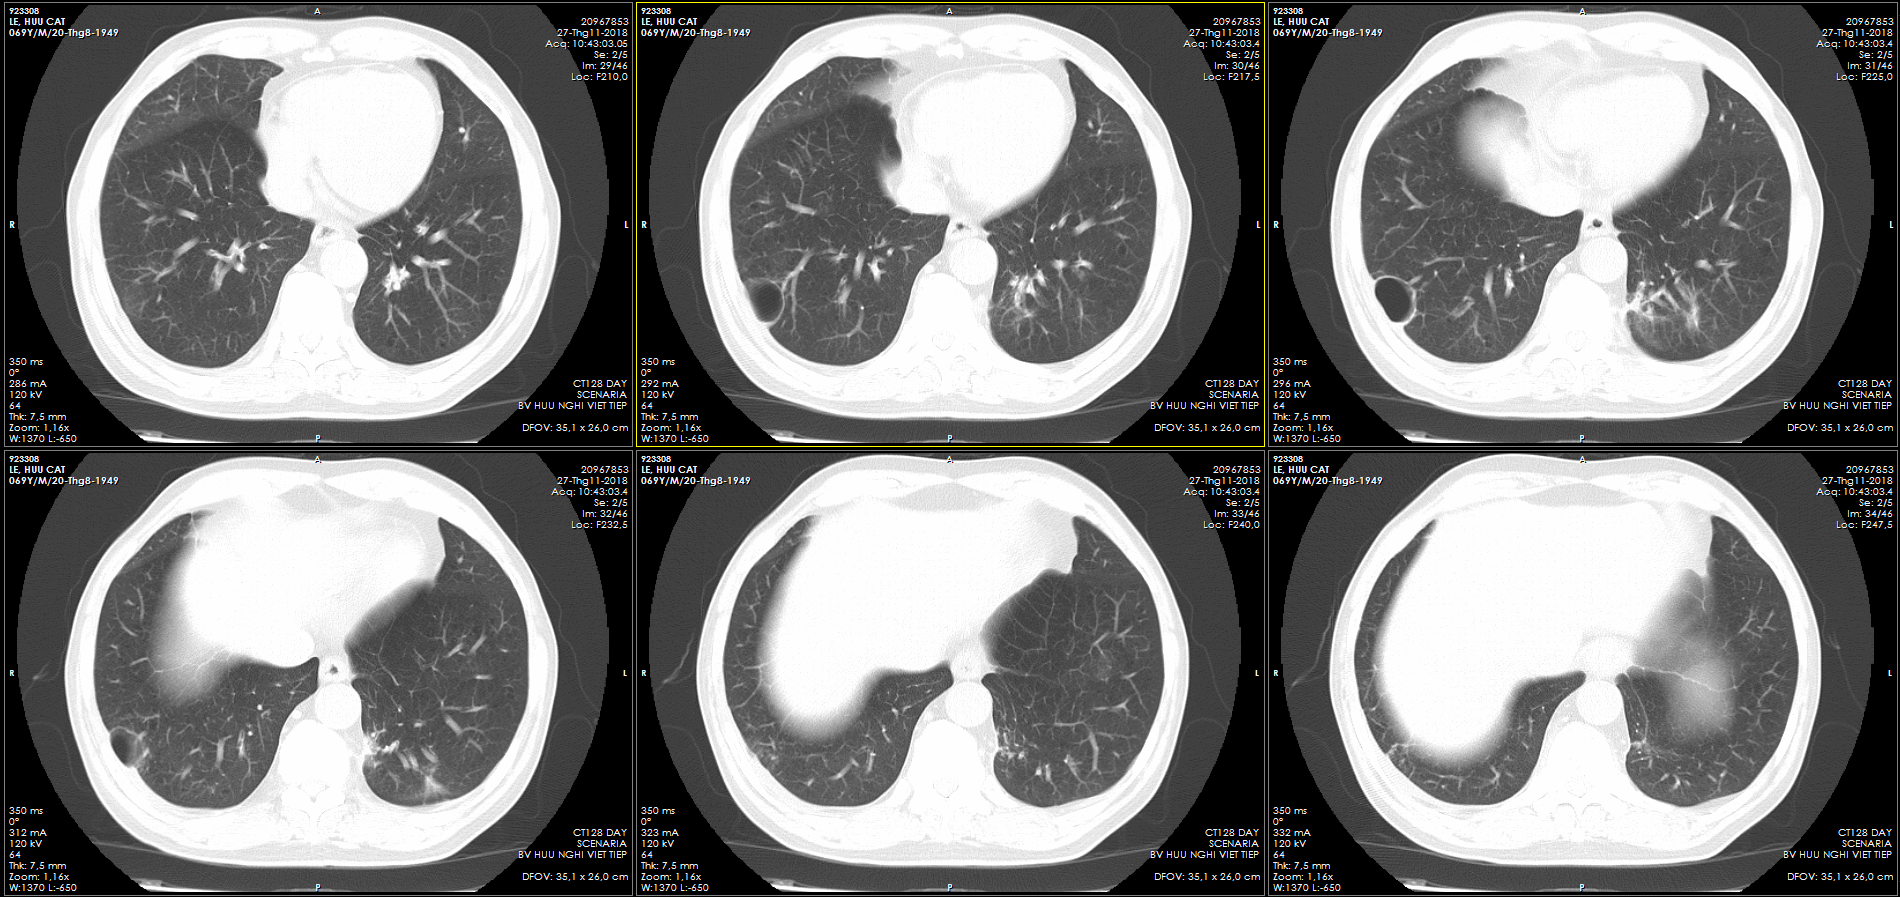 923308
LE, HUU CAT
069Y/M/20-Thg8-1949
A
20967853
27-Thg11-2018
Acq: 10:43:03.05
Se: 2/5
Im: 29/46
Loc: F210,0
R
L
350 ms
0°
286 mA
120 kV
64
Thk: 7,5 mm
Zoom: 1,16x
W:1370 L:-650
P
CT128 DAY
SCENARIA
BV HUU NGHI VIET TIEP
DFOV: 35,1 x 26,0 cm
923308
LE, HUU CAT
069Y/M/20-Thg8-1949
A
20967853
27-Thg11-2018
Acq: 10:43:03.4
Se: 2/5
Im: 30/46
Loc: F217,5
R
L
350 ms
0°
292 mA
120 kV
64
Thk: 7,5 mm
Zoom: 1,16x
W:1370 L:-650
P
CT128 DAY
SCENARIA
BV HUU NGHI VIET TIEP
DFOV: 35,1 x 26,0 cm
923308
LE, HUU CAT
069Y/M/20-Thg8-1949
A
20967853
27-Thg11-2018
Acq: 10:43:03.4
Se: 2/5
Im: 31/46
Loc: F225,0
R
L
350 ms
0°
296 mA
120 kV
64
Thk: 7,5 mm
Zoom: 1,16x
W:1370 L:-650
P
CT128 DAY
SCENARIA
BV HUU NGHI VIET TIEP
DFOV: 35,1 x 26,0 cm
923308
LE, HUU CAT
069Y/M/20-Thg8-1949
A
20967853
27-Thg11-2018
Acq: 10:43:03.4
Se: 2/5
Im: 32/46
Loc: F232,5
R
L
350 ms
0°
312 mA
120 kV
64
Thk: 7,5 mm
Zoom: 1,16x
W:1370 L:-650
P
CT128 DAY
SCENARIA
BV HUU NGHI VIET TIEP
DFOV: 35,1 x 26,0 cm
923308
LE, HUU CAT
069Y/M/20-Thg8-1949
A
20967853
27-Thg11-2018
Acq: 10:43:03.4
Se: 2/5
Im: 33/46
Loc: F240,0
R
L
350 ms
0°
323 mA
120 kV
64
Thk: 7,5 mm
Zoom: 1,16x
W:1370 L:-650
P
CT128 DAY
SCENARIA
BV HUU NGHI VIET TIEP
DFOV: 35,1 x 26,0 cm
923308
LE, HUU CAT
069Y/M/20-Thg8-1949
A
20967853
27-Thg11-2018
Acq: 10:43:03.4
Se: 2/5
Im: 34/46
Loc: F247,5
R
L
350 ms
0°
332 mA
120 kV
64
Thk: 7,5 mm
Zoom: 1,16x
W:1370 L:-650
P
CT128 DAY
SCENARIA
BV HUU NGHI VIET TIEP
DFOV: 35,1 x 26,0 cm